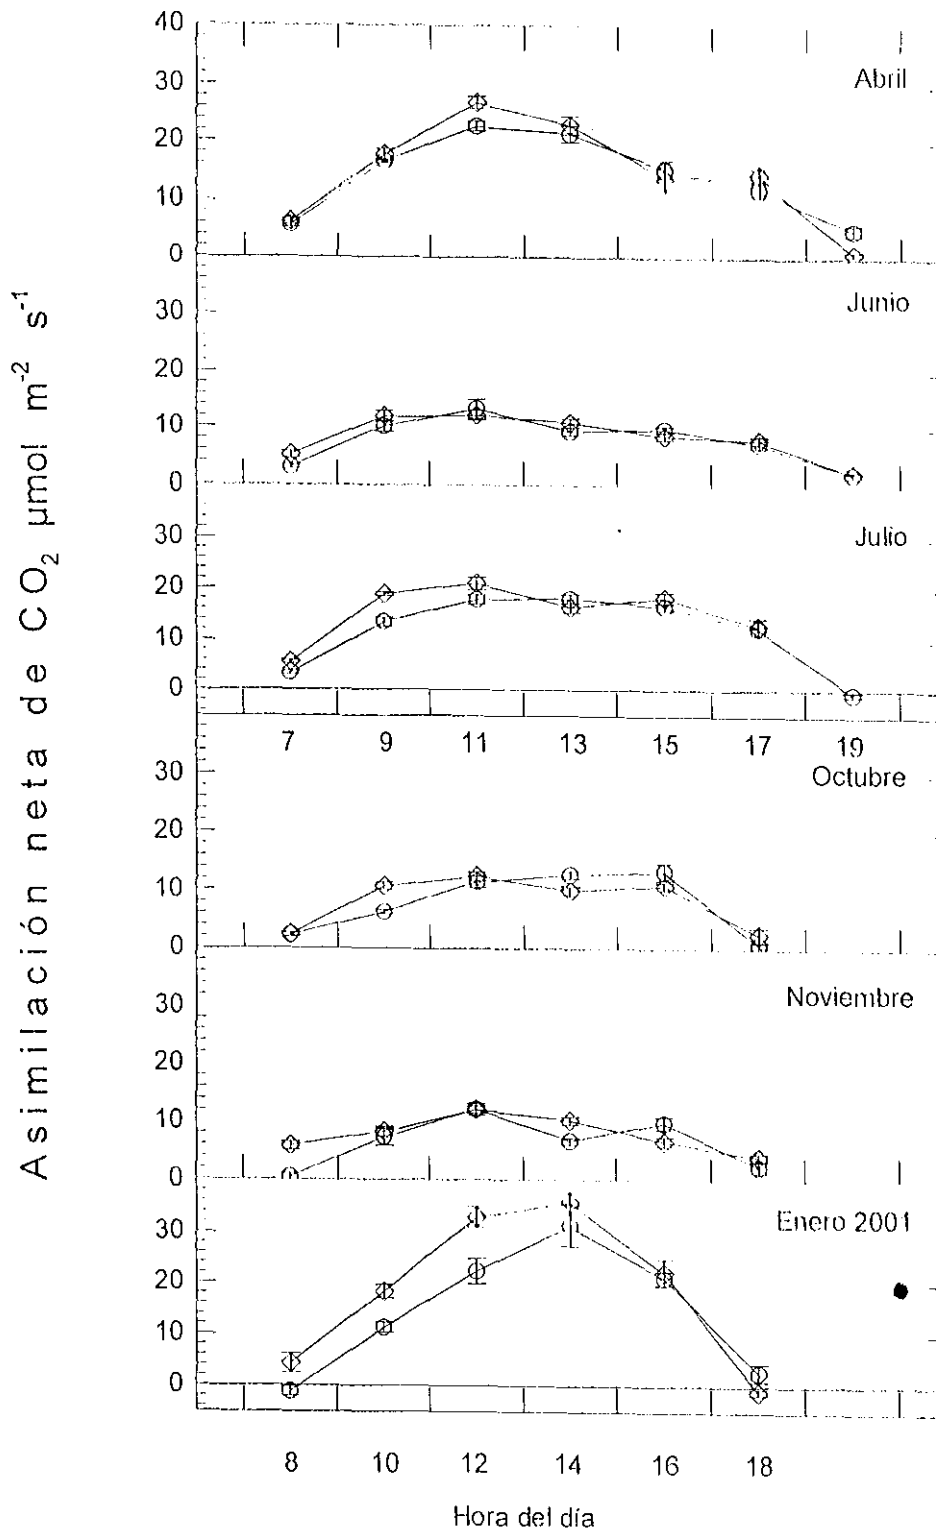 Asimilación neta de CO₂ µmol m⁻² s⁻¹
40
30
20
10
0
Abril
30
20
10
0
Junio
30
20
10
0
Julio
7 9 11 13 15 17 19
30
20
10
0
Octubre
30
20
10
0
Noviembre
30
20
10
0
Enero 2001
8 10 12 14 16 18
Hora del día